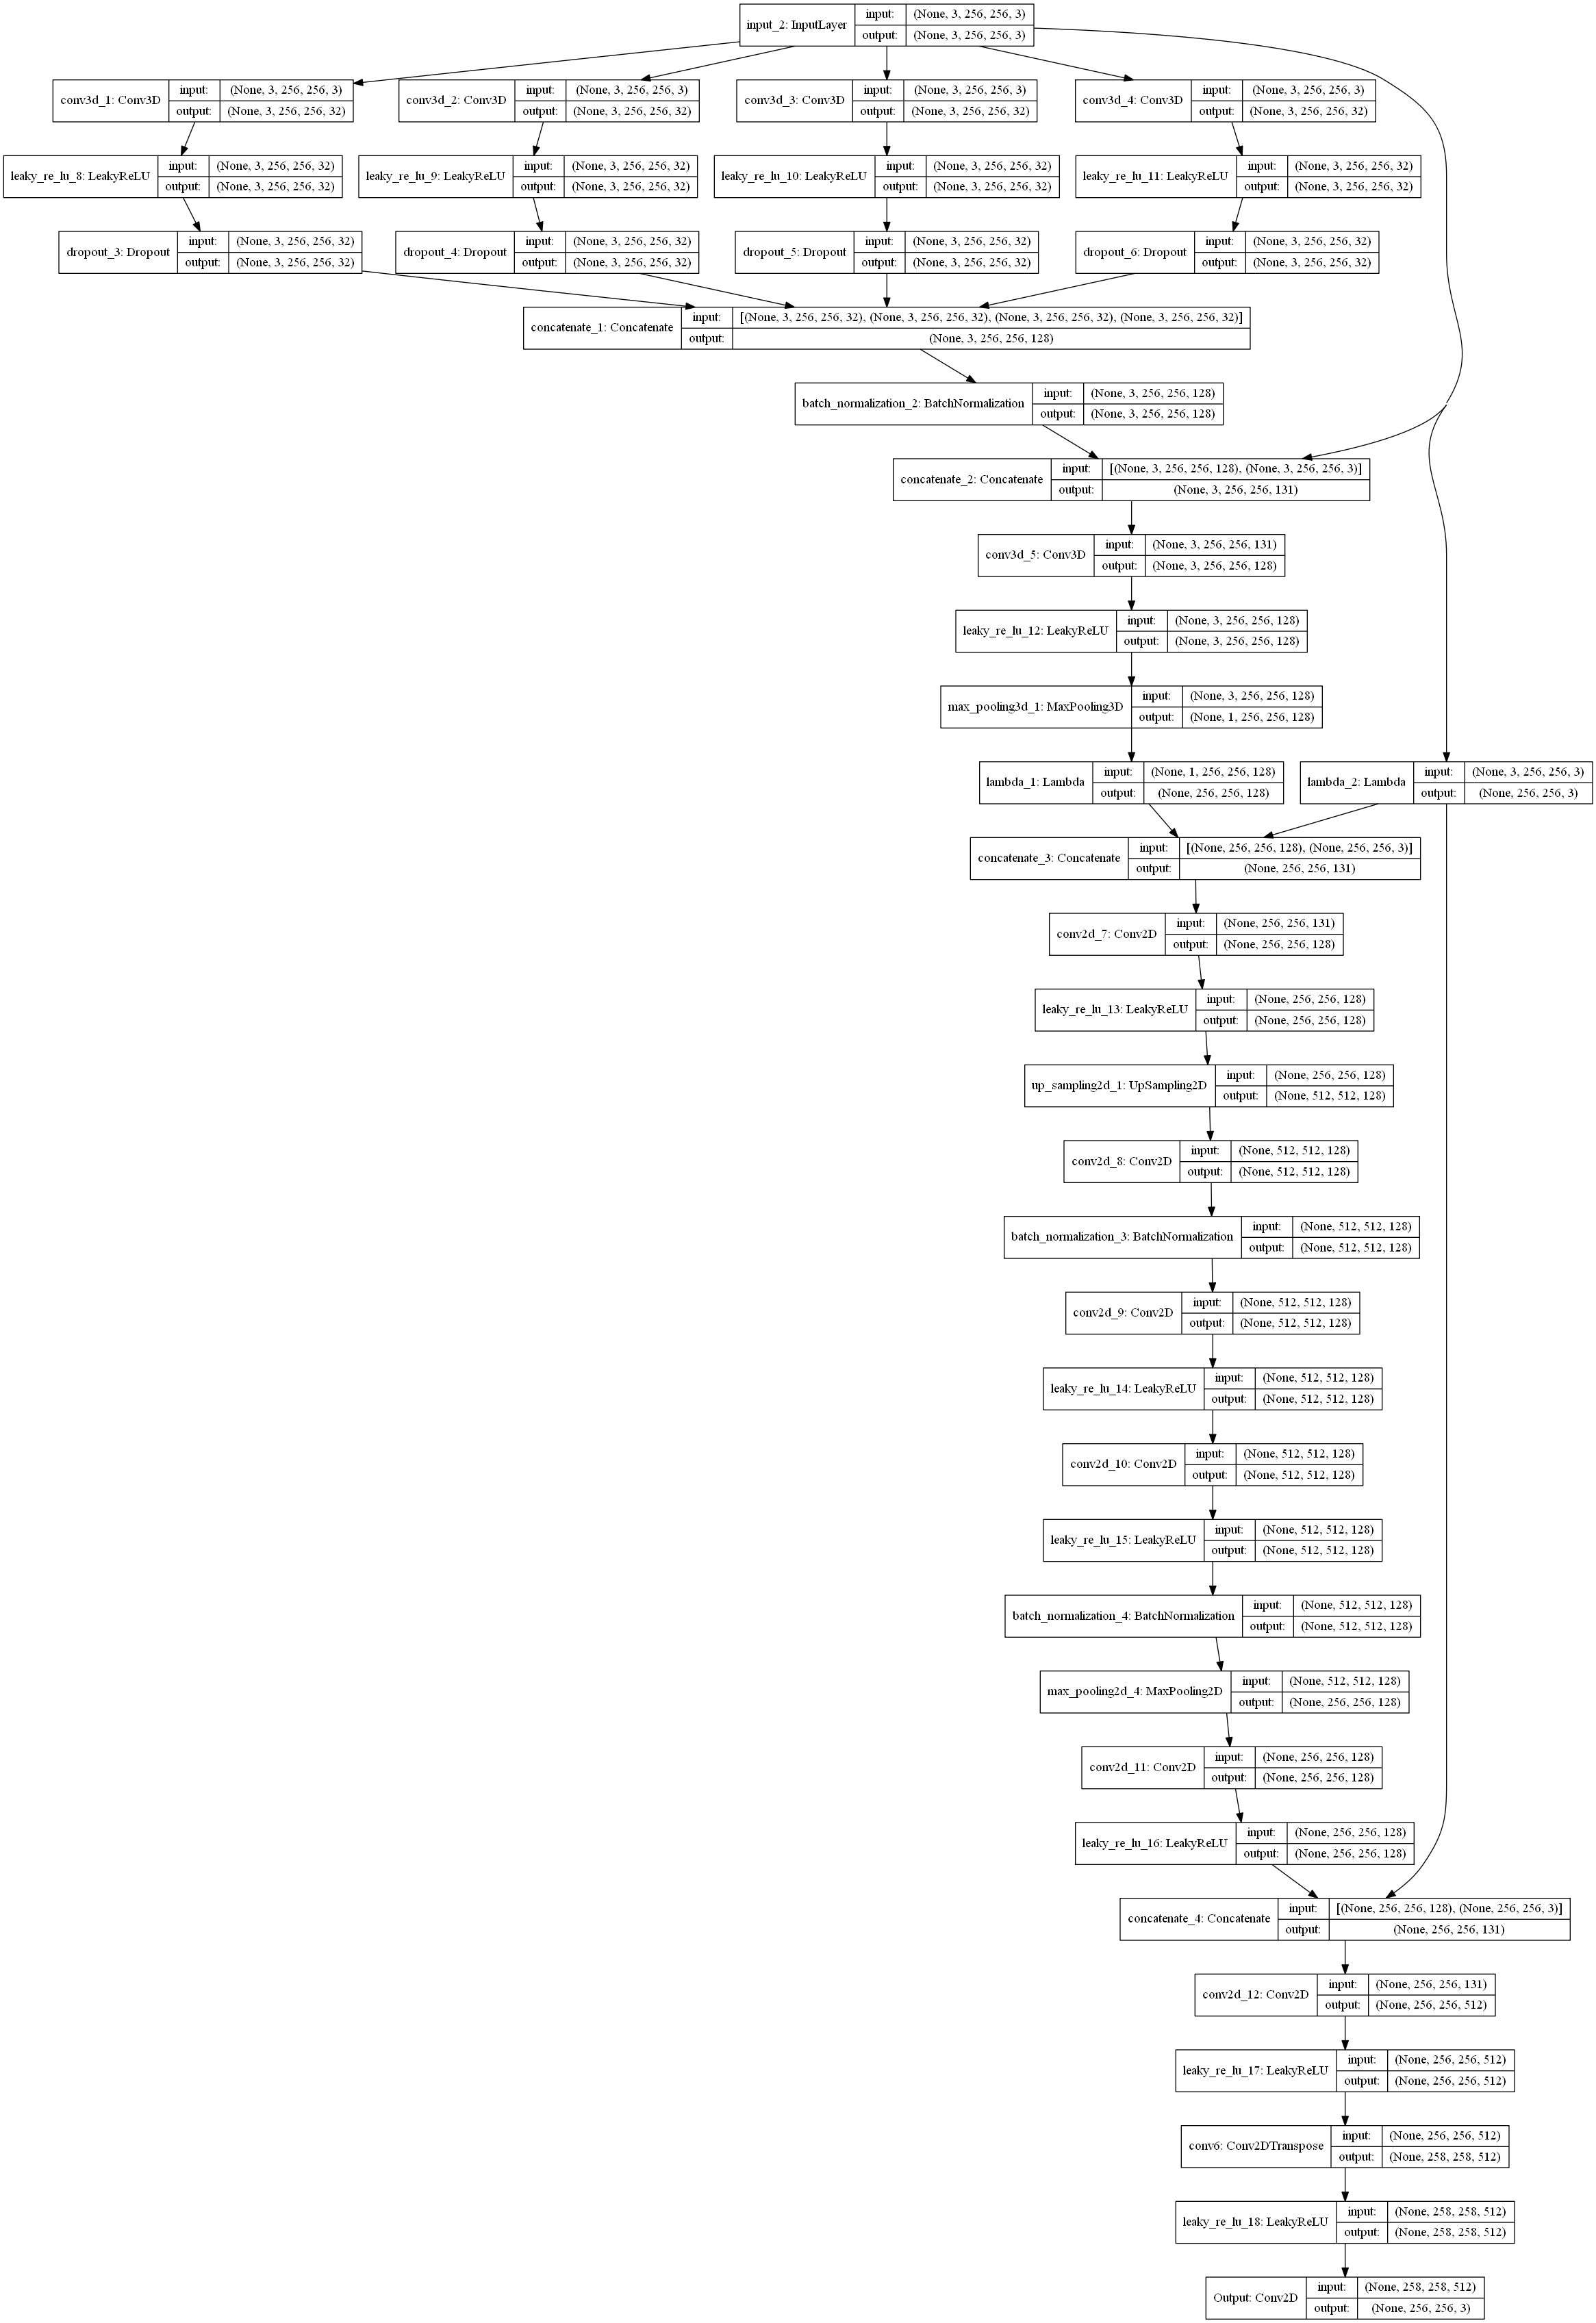 input_2: InputLayer
input: (None, 3, 256, 256, 3)
output: (None, 3, 256, 256, 3)
conv3d_1: Conv3D
input: (None, 3, 256, 256, 3)
output: (None, 3, 256, 256, 32)
conv3d_2: Conv3D
input: (None, 3, 256, 256, 3)
output: (None, 3, 256, 256, 32)
conv3d_3: Conv3D
input: (None, 3, 256, 256, 3)
output: (None, 3, 256, 256, 32)
conv3d_4: Conv3D
input: (None, 3, 256, 256, 3)
output: (None, 3, 256, 256, 32)
leaky_re_lu_8: LeakyReLU
input: (None, 3, 256, 256, 32)
output: (None, 3, 256, 256, 32)
leaky_re_lu_9: LeakyReLU
input: (None, 3, 256, 256, 32)
output: (None, 3, 256, 256, 32)
leaky_re_lu_10: LeakyReLU
input: (None, 3, 256, 256, 32)
output: (None, 3, 256, 256, 32)
leaky_re_lu_11: LeakyReLU
input: (None, 3, 256, 256, 32)
output: (None, 3, 256, 256, 32)
dropout_3: Dropout
input: (None, 3, 256, 256, 32)
output: (None, 3, 256, 256, 32)
dropout_4: Dropout
input: (None, 3, 256, 256, 32)
output: (None, 3, 256, 256, 32)
dropout_5: Dropout
input: (None, 3, 256, 256, 32)
output: (None, 3, 256, 256, 32)
dropout_6: Dropout
input: (None, 3, 256, 256, 32)
output: (None, 3, 256, 256, 32)
concatenate_1: Concatenate
input: [(None, 3, 256, 256, 32), (None, 3, 256, 256, 32), (None, 3, 256, 256, 32), (None, 3, 256, 256, 32)]
output: (None, 3, 256, 256, 128)
batch_normalization_2: BatchNormalization
input: (None, 3, 256, 256, 128)
output: (None, 3, 256, 256, 128)
concatenate_2: Concatenate
input: [(None, 3, 256, 256, 128), (None, 3, 256, 256, 3)]
output: (None, 3, 256, 256, 131)
conv3d_5: Conv3D
input: (None, 3, 256, 256, 131)
output: (None, 3, 256, 256, 128)
leaky_re_lu_12: LeakyReLU
input: (None, 3, 256, 256, 128)
output: (None, 3, 256, 256, 128)
max_pooling3d_1: MaxPooling3D
input: (None, 3, 256, 256, 128)
output: (None, 1, 256, 256, 128)
lambda_1: Lambda
input: (None, 1, 256, 256, 128)
output: (None, 256, 256, 128)
lambda_2: Lambda
input: (None, 3, 256, 256, 3)
output: (None, 256, 256, 3)
concatenate_3: Concatenate
input: [(None, 256, 256, 128), (None, 256, 256, 3)]
output: (None, 256, 256, 131)
conv2d_7: Conv2D
input: (None, 256, 256, 131)
output: (None, 256, 256, 128)
leaky_re_lu_13: LeakyReLU
input: (None, 256, 256, 128)
output: (None, 256, 256, 128)
up_sampling2d_1: UpSampling2D
input: (None, 256, 256, 128)
output: (None, 512, 512, 128)
conv2d_8: Conv2D
input: (None, 512, 512, 128)
output: (None, 512, 512, 128)
batch_normalization_3: BatchNormalization
input: (None, 512, 512, 128)
output: (None, 512, 512, 128)
conv2d_9: Conv2D
input: (None, 512, 512, 128)
output: (None, 512, 512, 128)
leaky_re_lu_14: LeakyReLU
input: (None, 512, 512, 128)
output: (None, 512, 512, 128)
conv2d_10: Conv2D
input: (None, 512, 512, 128)
output: (None, 512, 512, 128)
leaky_re_lu_15: LeakyReLU
input: (None, 512, 512, 128)
output: (None, 512, 512, 128)
batch_normalization_4: BatchNormalization
input: (None, 512, 512, 128)
output: (None, 512, 512, 128)
max_pooling2d_4: MaxPooling2D
input: (None, 512, 512, 128)
output: (None, 256, 256, 128)
conv2d_11: Conv2D
input: (None, 256, 256, 128)
output: (None, 256, 256, 128)
leaky_re_lu_16: LeakyReLU
input: (None, 256, 256, 128)
output: (None, 256, 256, 128)
concatenate_4: Concatenate
input: [(None, 256, 256, 128), (None, 256, 256, 3)]
output: (None, 256, 256, 131)
conv2d_12: Conv2D
input: (None, 256, 256, 131)
output: (None, 256, 256, 512)
leaky_re_lu_17: LeakyReLU
input: (None, 256, 256, 512)
output: (None, 256, 256, 512)
conv6: Conv2DTranspose
input: (None, 256, 256, 512)
output: (None, 258, 258, 512)
leaky_re_lu_18: LeakyReLU
input: (None, 258, 258, 512)
output: (None, 258, 258, 512)
Output: Conv2D
input: (None, 258, 258, 512)
output: (None, 256, 256, 3)